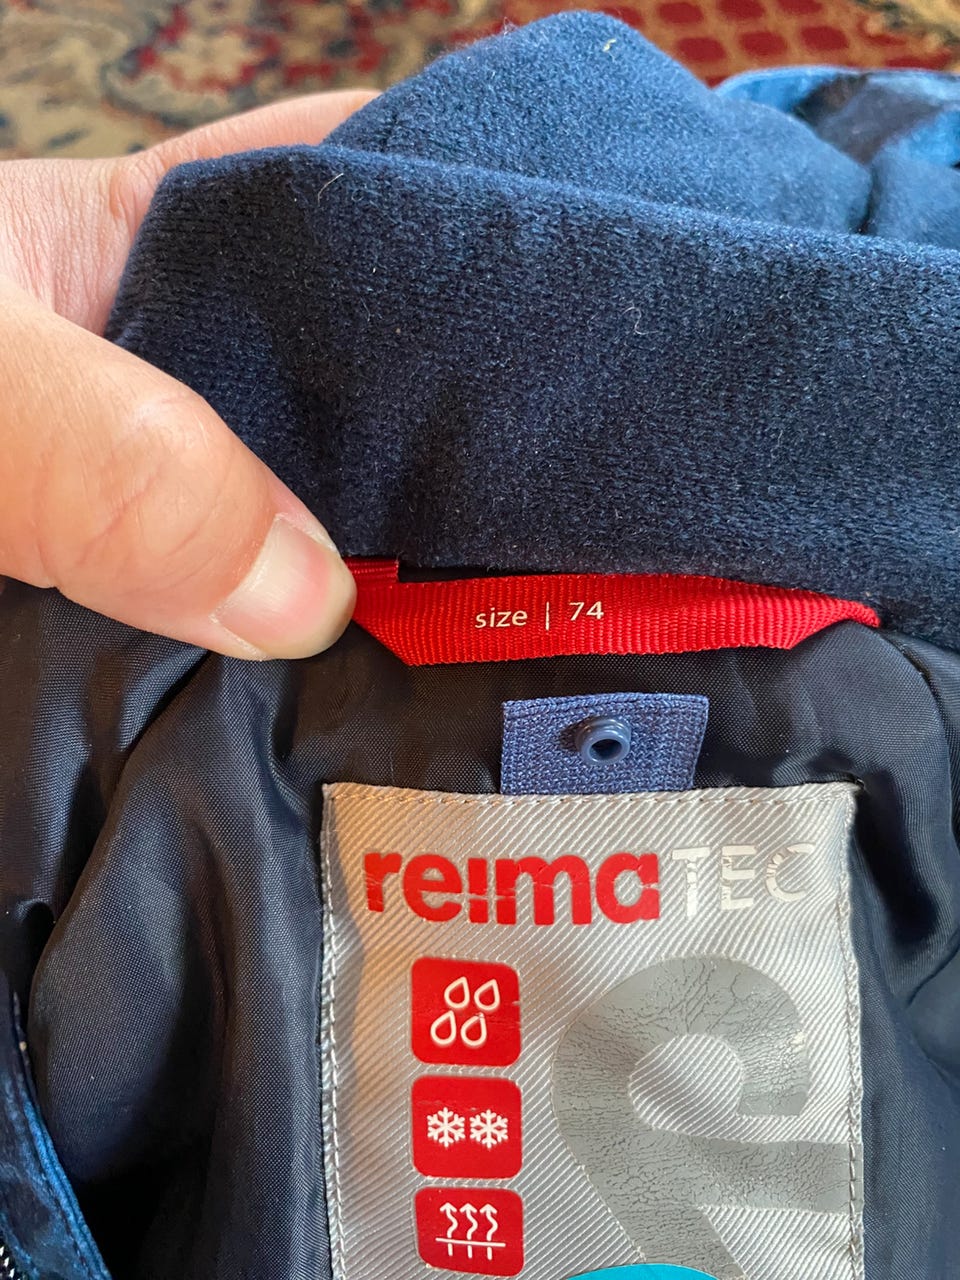 size | 74
reimaTEC
R